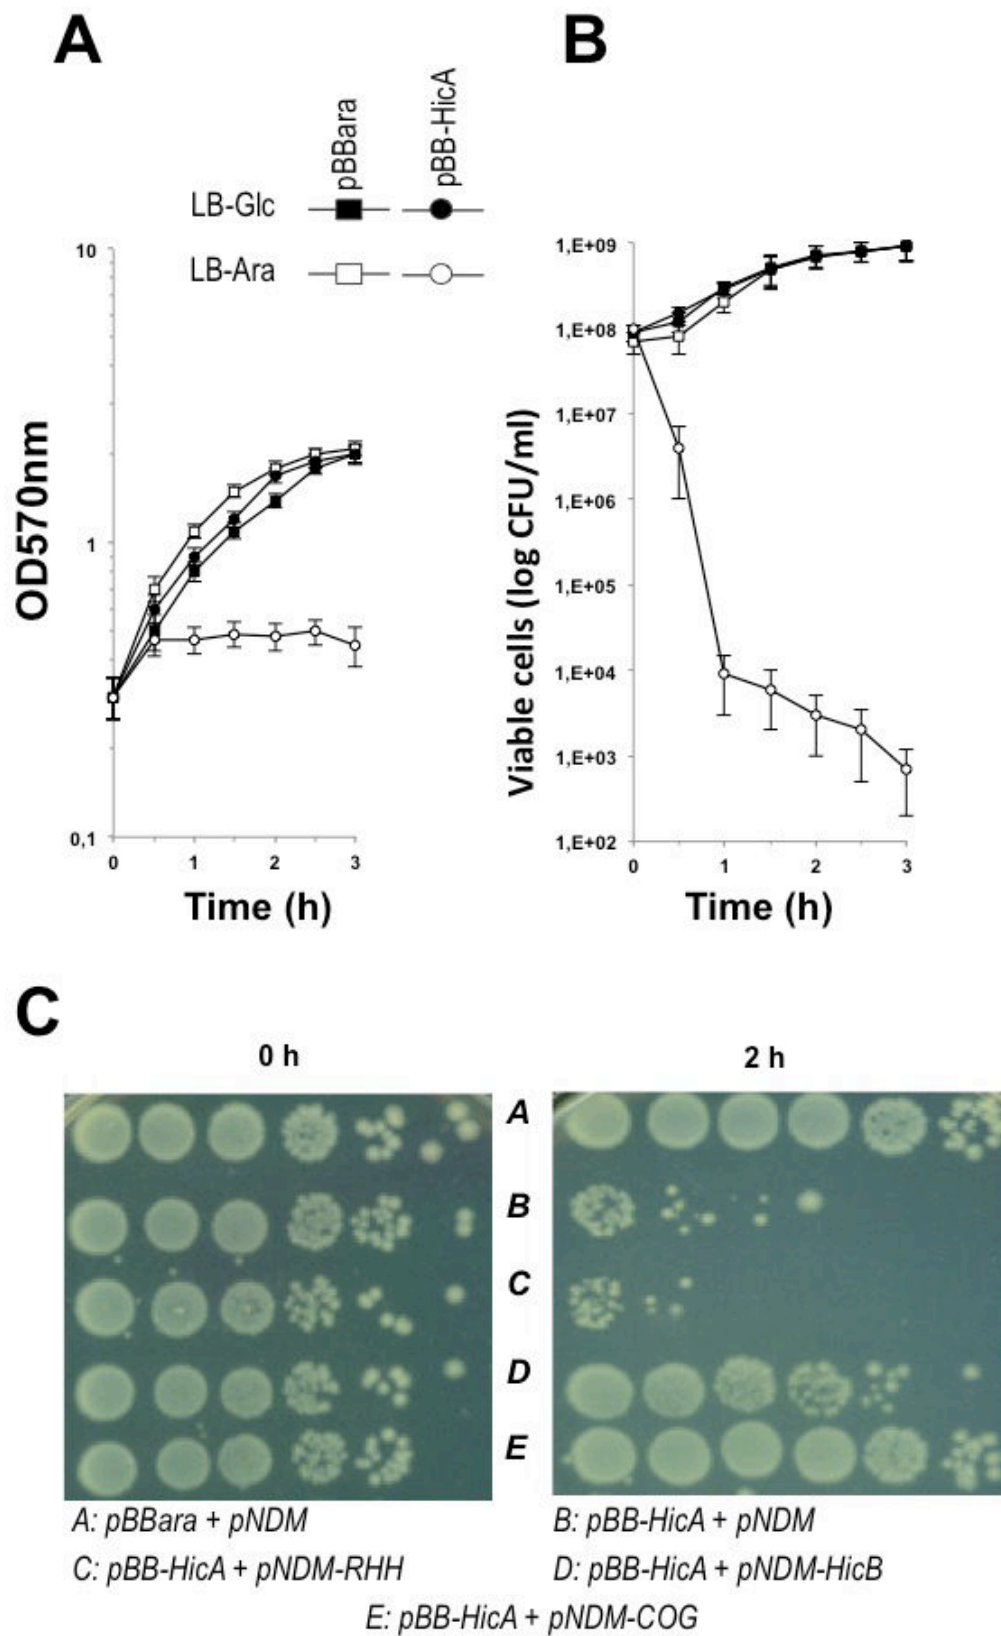 A
B
pBBara
pBB-HicA
LB-Glc
LB-Ara
10
1
0,1
OD570nm
0
1
2
3
Time (h)
1,E+09
1,E+08
1,E+07
1,E+06
1,E+05
1,E+04
1,E+03
1,E+02
Viable cells (log CFU/ml)
0
1
2
3
Time (h)
C
0 h
2 h
A
B
C
D
E
A: pBBara + pNDM
B: pBB-HicA + pNDM
C: pBB-HicA + pNDM-RHH
D: pBB-HicA + pNDM-HicB
E: pBB-HicA + pNDM-COG